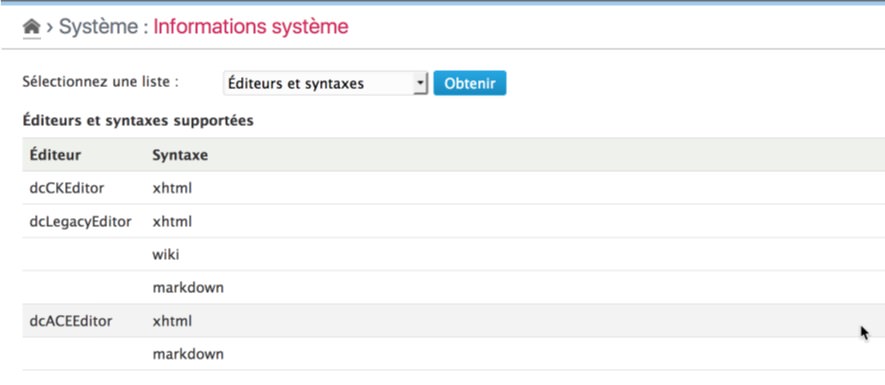 › Système : Informations système
Sélectionnez une liste : Éditeurs et syntaxes Obtenir
Éditeurs et syntaxes supportées
Éditeur Syntaxe
dcCKEditor xhtml
dcLegacyEditor xhtml
wiki
markdown
dcACEEditor xhtml
markdown